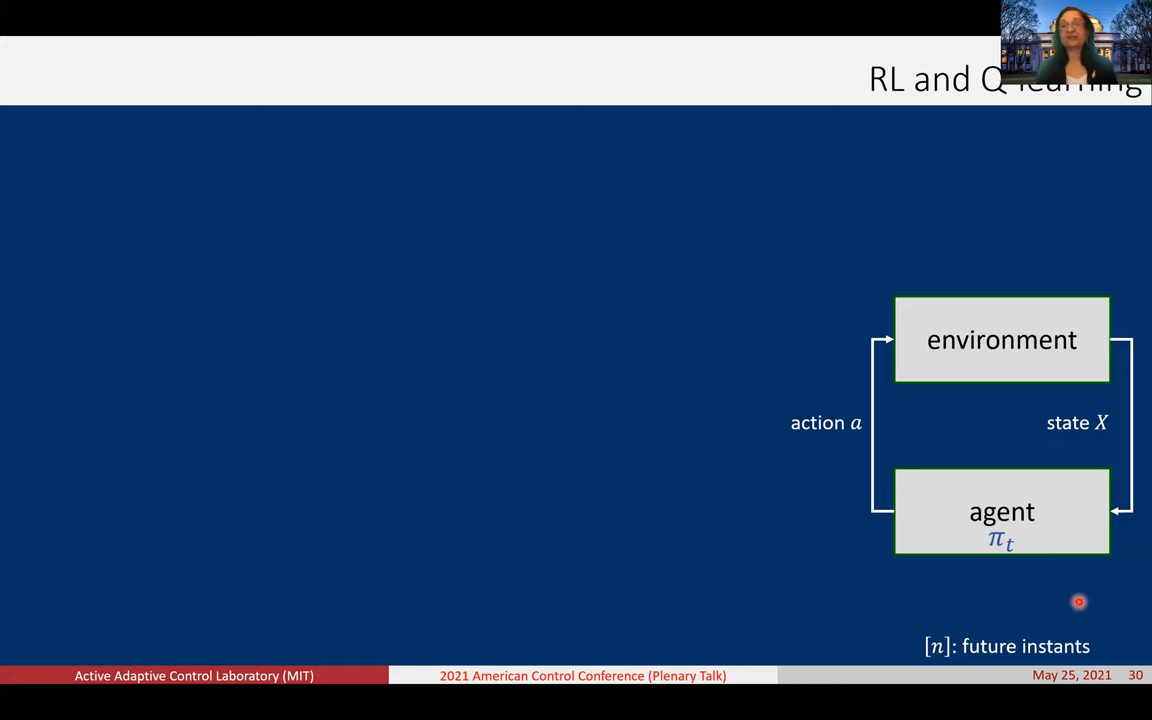 RL and Q-learning
environment
action a
state X
agent
π_t
[n]: future instants
Active Adaptive Control Laboratory (MIT)
2021 American Control Conference (Plenary Talk)
May 25, 2021 30